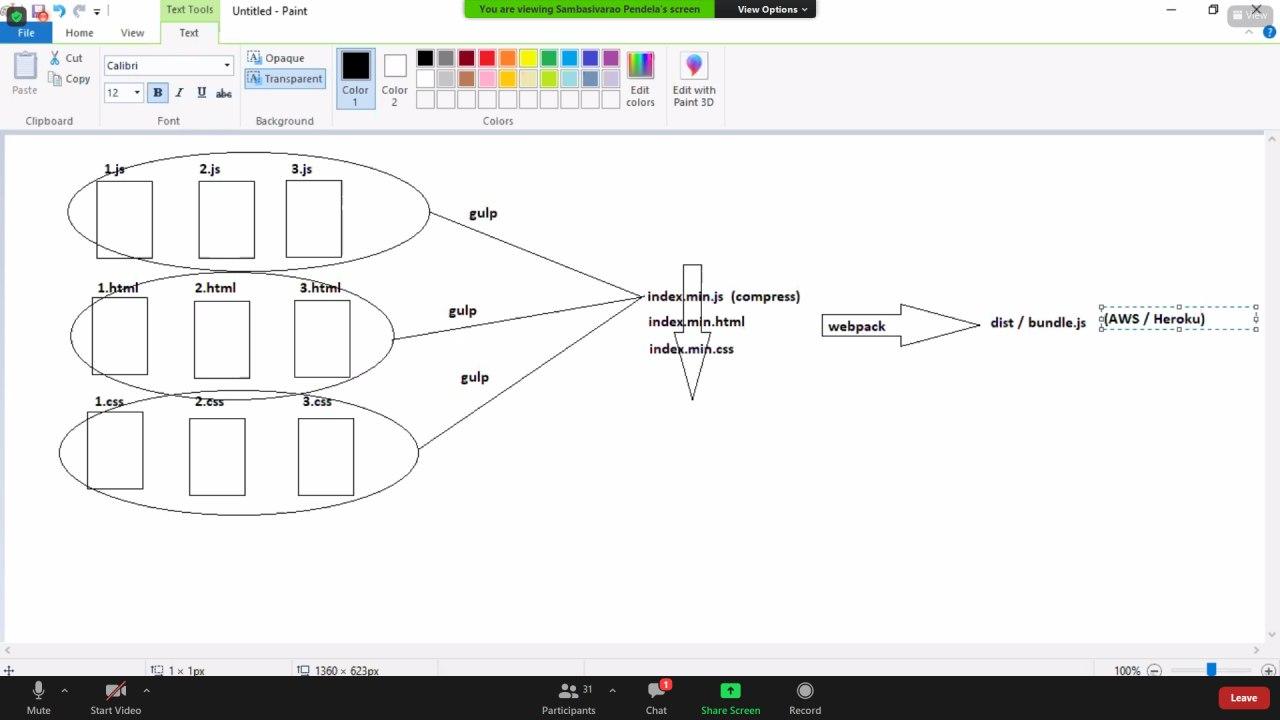 Text Tools
Untitled - Paint
You are viewing Sambasivarao Pendela's screen
View Options
View
File
Home
View
Text
Paste
Cut
Copy
Clipboard
Calibri
12
B
I
U
abc
Font
Opaque
Transparent
Background
Color
1
Color
2
Edit
colors
Colors
Edit with
Paint 3D
1.js
2.js
3.js
gulp
1.html
2.html
3.html
gulp
1.css
2.css
3.css
gulp
index.min.js (compress)
index.min.html
index.min.css
webpack
dist / bundle.js
(AWS / Heroku)
1 × 1px
1360 × 623px
100%
Mute
Start Video
Participants
31
Chat
1
Share Screen
Record
Leave